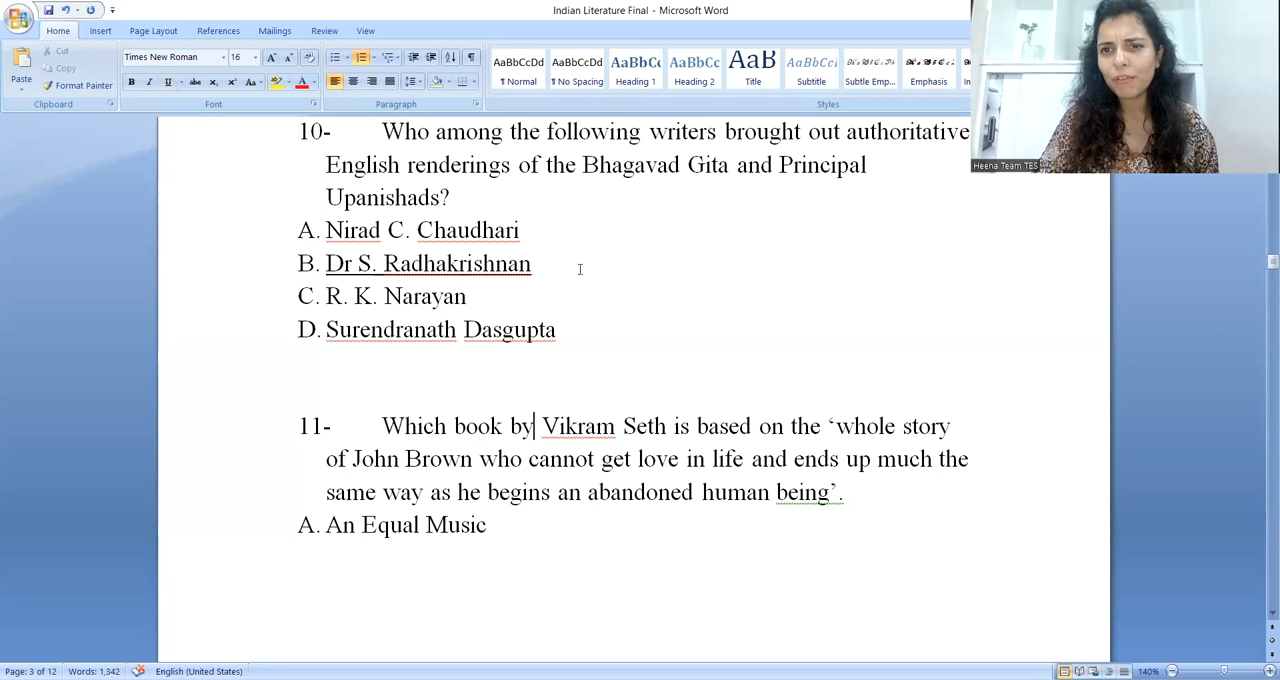 Indian Literature Final - Microsoft Word
Home Insert Page Layout References Mailings Review View
Paste Cut Copy Format Painter
Clipboard
Times New Roman 16
Font
Paragraph
AaBbCcDd AaBbCcDd AaBbCc AaBbCc AaB AaBbCcl AaBbCcDd AaBbCcDd
¶ Normal ¶ No Spacing Heading 1 Heading 2 Title Subtitle Subtle Emp... Emphasis
Styles
Heena Team TES
10- Who among the following writers brought out authoritative
English renderings of the Bhagavad Gita and Principal
Upanishads?
A. Nirad C. Chaudhari
B. Dr S. Radhakrishnan
C. R. K. Narayan
D. Surendranath Dasgupta
11- Which book by Vikram Seth is based on the ‘whole story
of John Brown who cannot get love in life and ends up much the
same way as he begins an abandoned human being’.
A. An Equal Music
Page: 3 of 12 Words: 1,342 English (United States) 140%